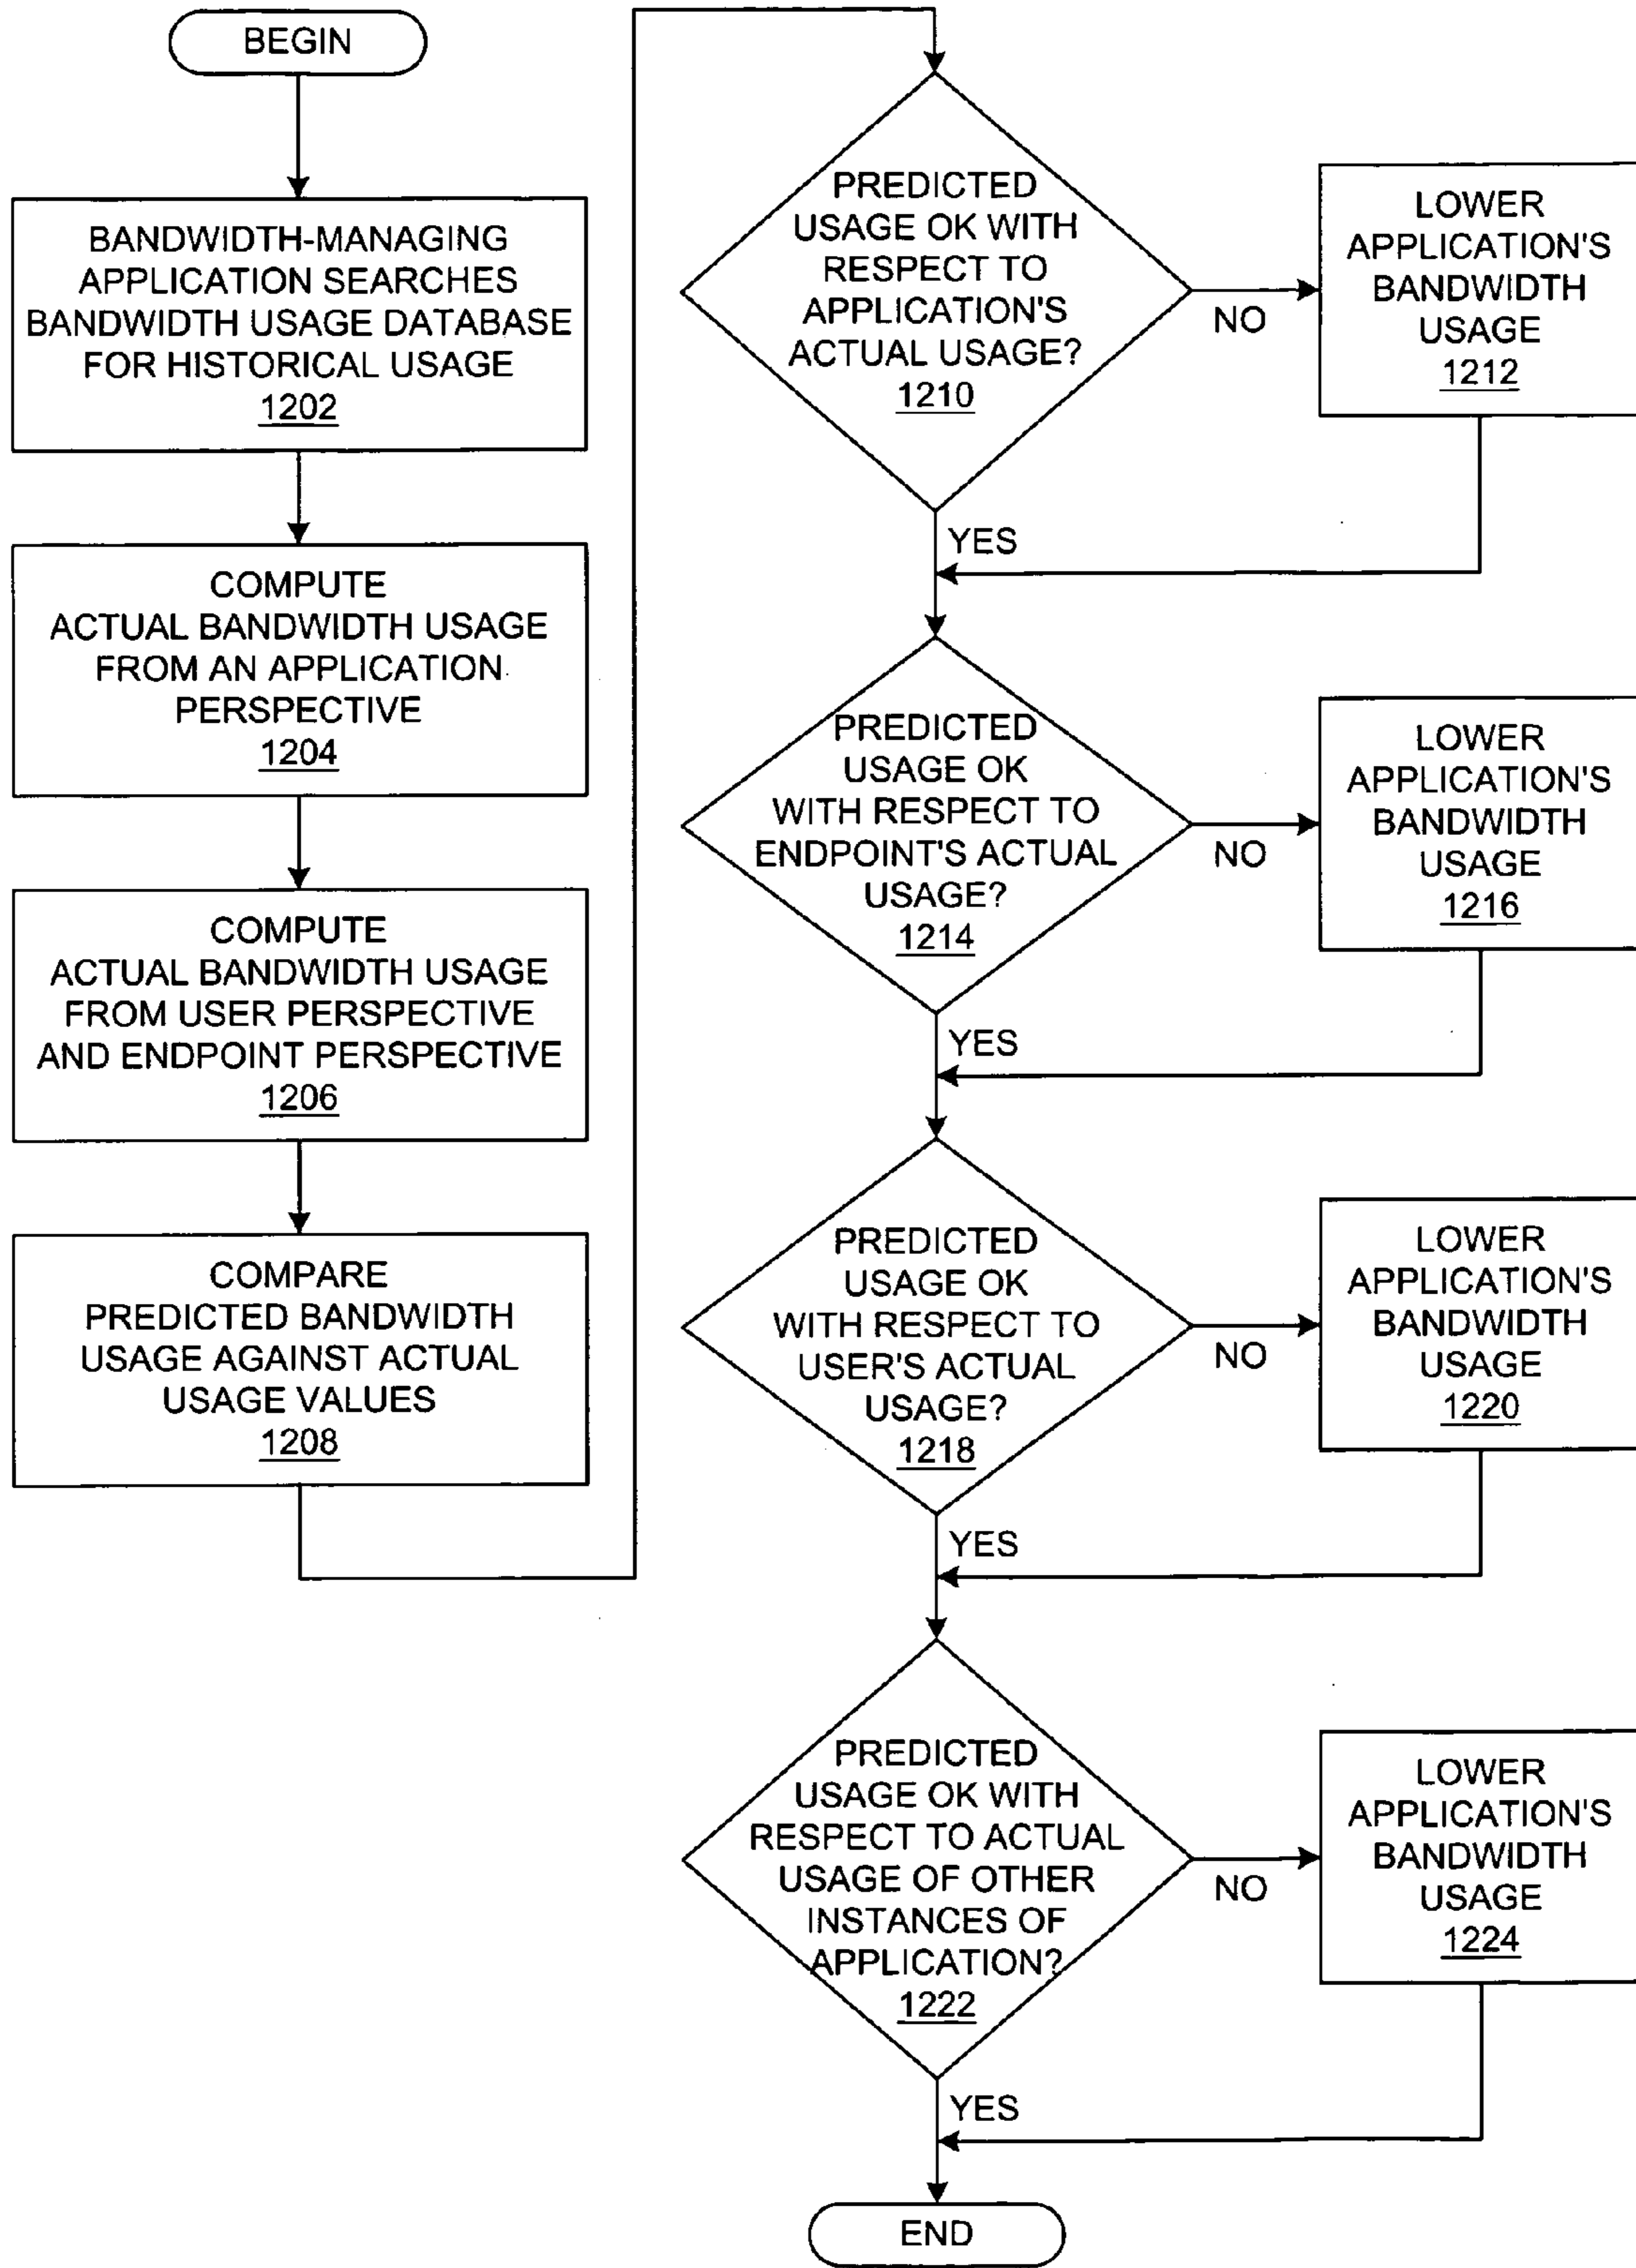 BEGIN
BANDWIDTH-MANAGING
APPLICATION SEARCHES
BANDWIDTH USAGE DATABASE
FOR HISTORICAL USAGE
1202
COMPUTE
ACTUAL BANDWIDTH USAGE
FROM AN APPLICATION
PERSPECTIVE
1204
COMPUTE
ACTUAL BANDWIDTH USAGE
FROM USER PERSPECTIVE
AND ENDPOINT PERSPECTIVE
1206
COMPARE
PREDICTED BANDWIDTH
USAGE AGAINST ACTUAL
USAGE VALUES
1208
PREDICTED
USAGE OK WITH
RESPECT TO
APPLICATION'S
ACTUAL USAGE?
1210
NO
LOWER
APPLICATION'S
BANDWIDTH
USAGE
1212
YES
PREDICTED
USAGE OK
WITH RESPECT TO
ENDPOINT'S ACTUAL
USAGE?
1214
NO
LOWER
APPLICATION'S
BANDWIDTH
USAGE
1216
YES
PREDICTED
USAGE OK
WITH RESPECT TO
USER'S ACTUAL
USAGE?
1218
NO
LOWER
APPLICATION'S
BANDWIDTH
USAGE
1220
YES
PREDICTED
USAGE OK WITH
RESPECT TO ACTUAL
USAGE OF OTHER
INSTANCES OF
APPLICATION?
1222
NO
LOWER
APPLICATION'S
BANDWIDTH
USAGE
1224
YES
END